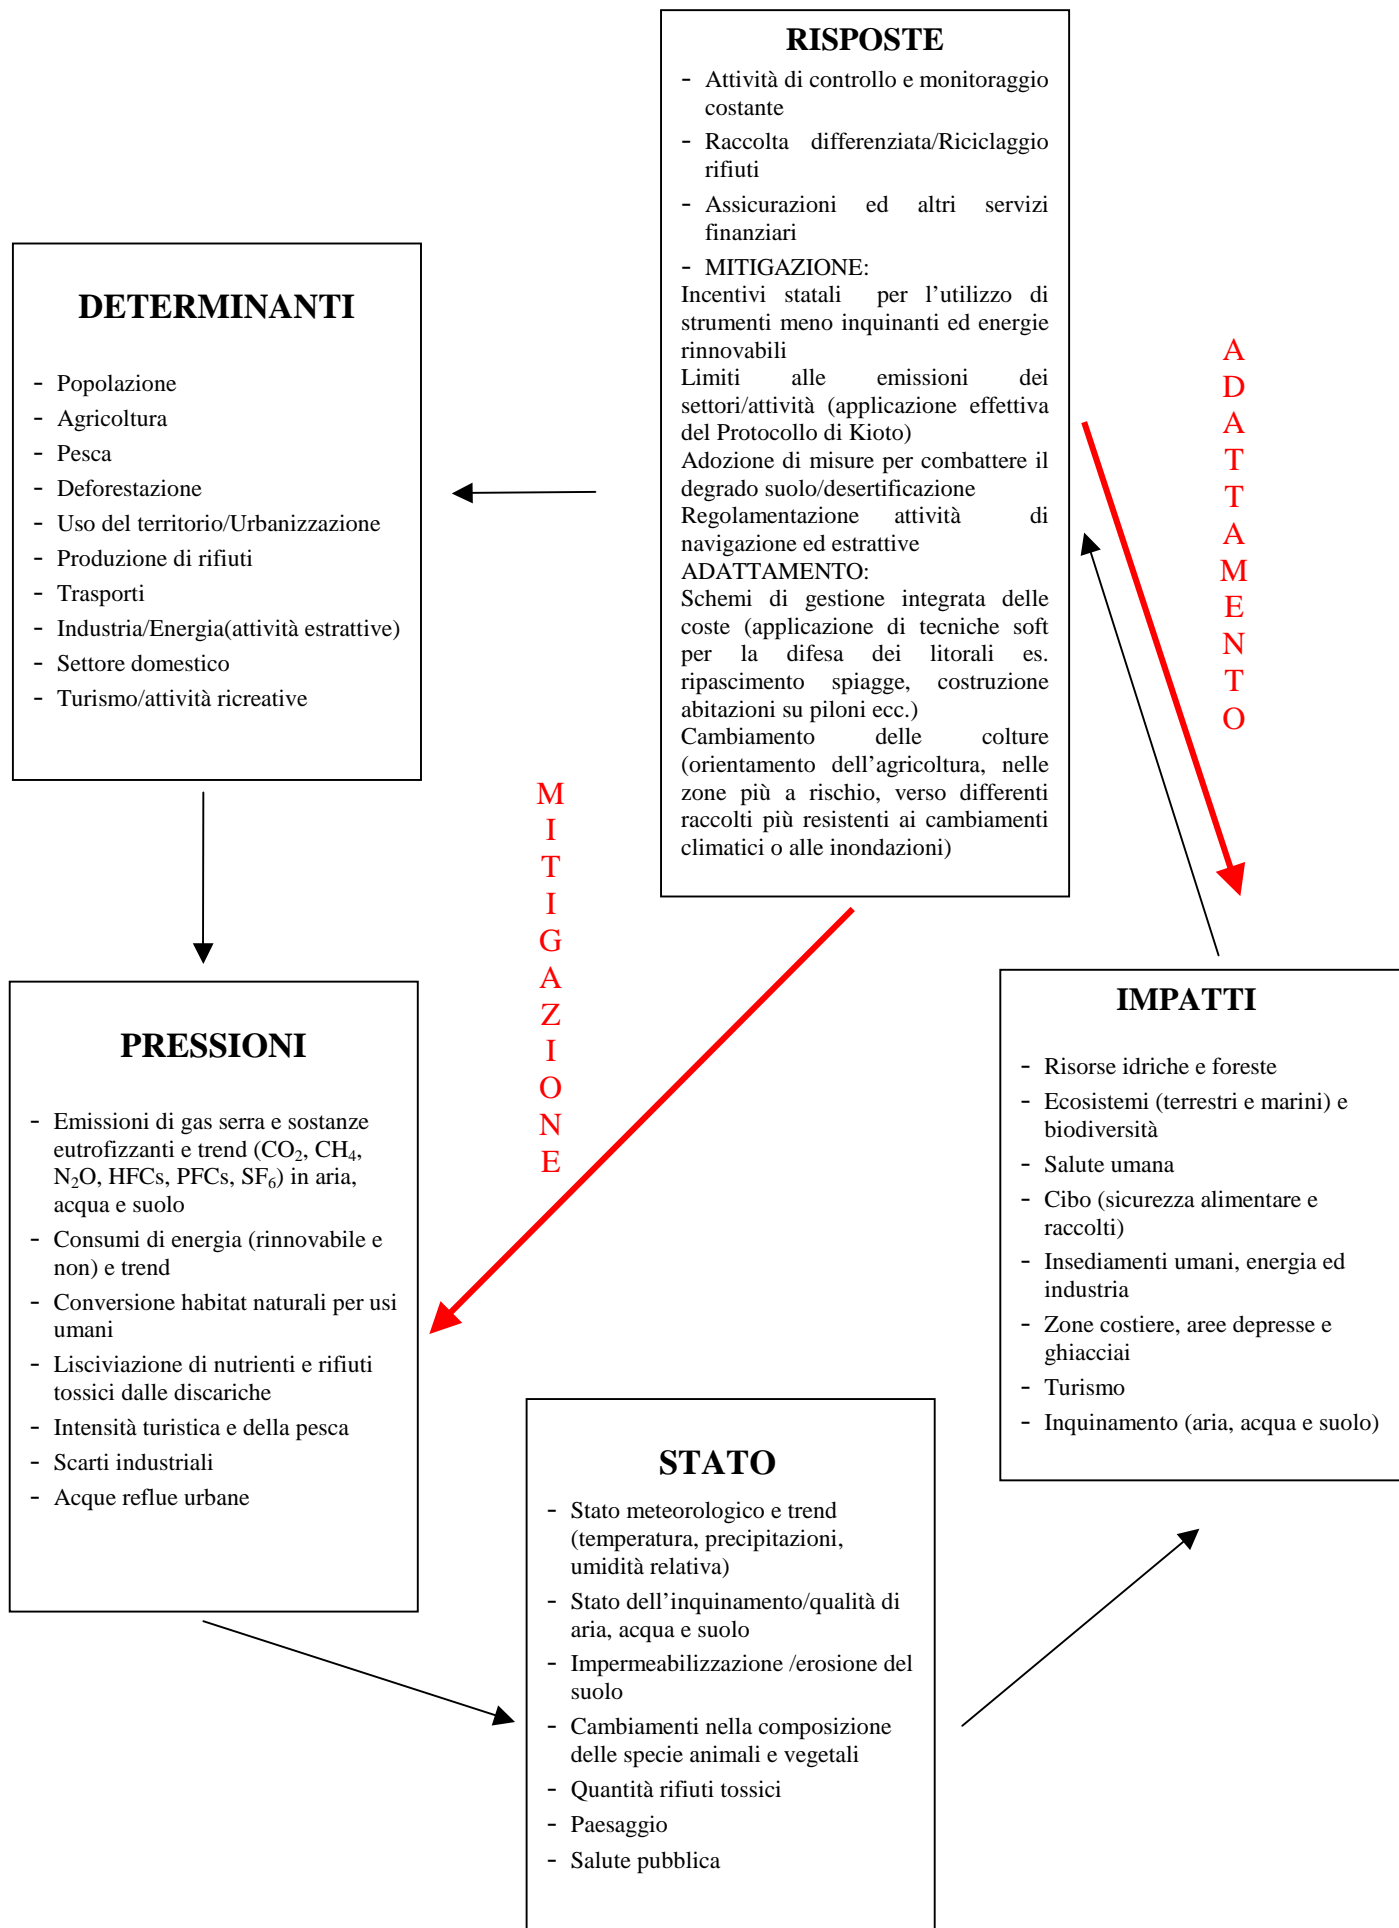 RISPOSTE
- Attività di controllo e monitoraggio
costante
- Raccolta differenziata/Riciclaggio
rifiuti
- Assicurazioni ed altri servizi
finanziari
- MITIGAZIONE:
Incentivi statali per l'utilizzo di
strumenti meno inquinanti ed energie
rinnovabili
Limiti alle emissioni dei
settori/attività (applicazione effettiva
del Protocollo di Kioto)
Adozione di misure per combattere il
degrado suolo/desertificazione
Regolamentazione attività di
navigazione ed estrattive
ADATTAMENTO:
Schemi di gestione integrata delle
coste (applicazione di tecniche soft
per la difesa dei litorali es.
ripascimento spiagge, costruzione
abitazioni su piloni ecc.)
Cambiamento delle colture
(orientamento dell'agricoltura, nelle
zone più a rischio, verso differenti
raccolti più resistenti ai cambiamenti
climatici o alle inondazioni)
DETERMINANTI
- Popolazione
- Agricoltura
- Pesca
- Deforestazione
- Uso del territorio/Urbanizzazione
- Produzione di rifiuti
- Trasporti
- Industria/Energia(attività estrattive)
- Settore domestico
- Turismo/attività ricreative
ADATTAMENTO
MITIGAZIONE
PRESSIONI
- Emissioni di gas serra e sostanze
eutrofizzanti e trend (CO₂, CH₄,
N₂O, HFCs, PFCs, SF₆) in aria,
acqua e suolo
- Consumi di energia (rinnovabile e
non) e trend
- Conversione habitat naturali per usi
umani
- Lisciviazione di nutrienti e rifiuti
tossici dalle discariche
- Intensità turistica e della pesca
- Scarti industriali
- Acque reflue urbane
IMPATTI
- Risorse idriche e foreste
- Ecosistemi (terrestri e marini) e
biodiversità
- Salute umana
- Cibo (sicurezza alimentare e
raccolti)
- Insediamenti umani, energia ed
industria
- Zone costiere, aree depresse e
ghiacciai
- Turismo
- Inquinamento (aria, acqua e suolo)
STATO
- Stato meteorologico e trend
(temperatura, precipitazioni,
umidità relativa)
- Stato dell'inquinamento/qualità di
aria, acqua e suolo
- Impermeabilizzazione /erosione del
suolo
- Cambiamenti nella composizione
delle specie animali e vegetali
- Quantità rifiuti tossici
- Paesaggio
- Salute pubblica